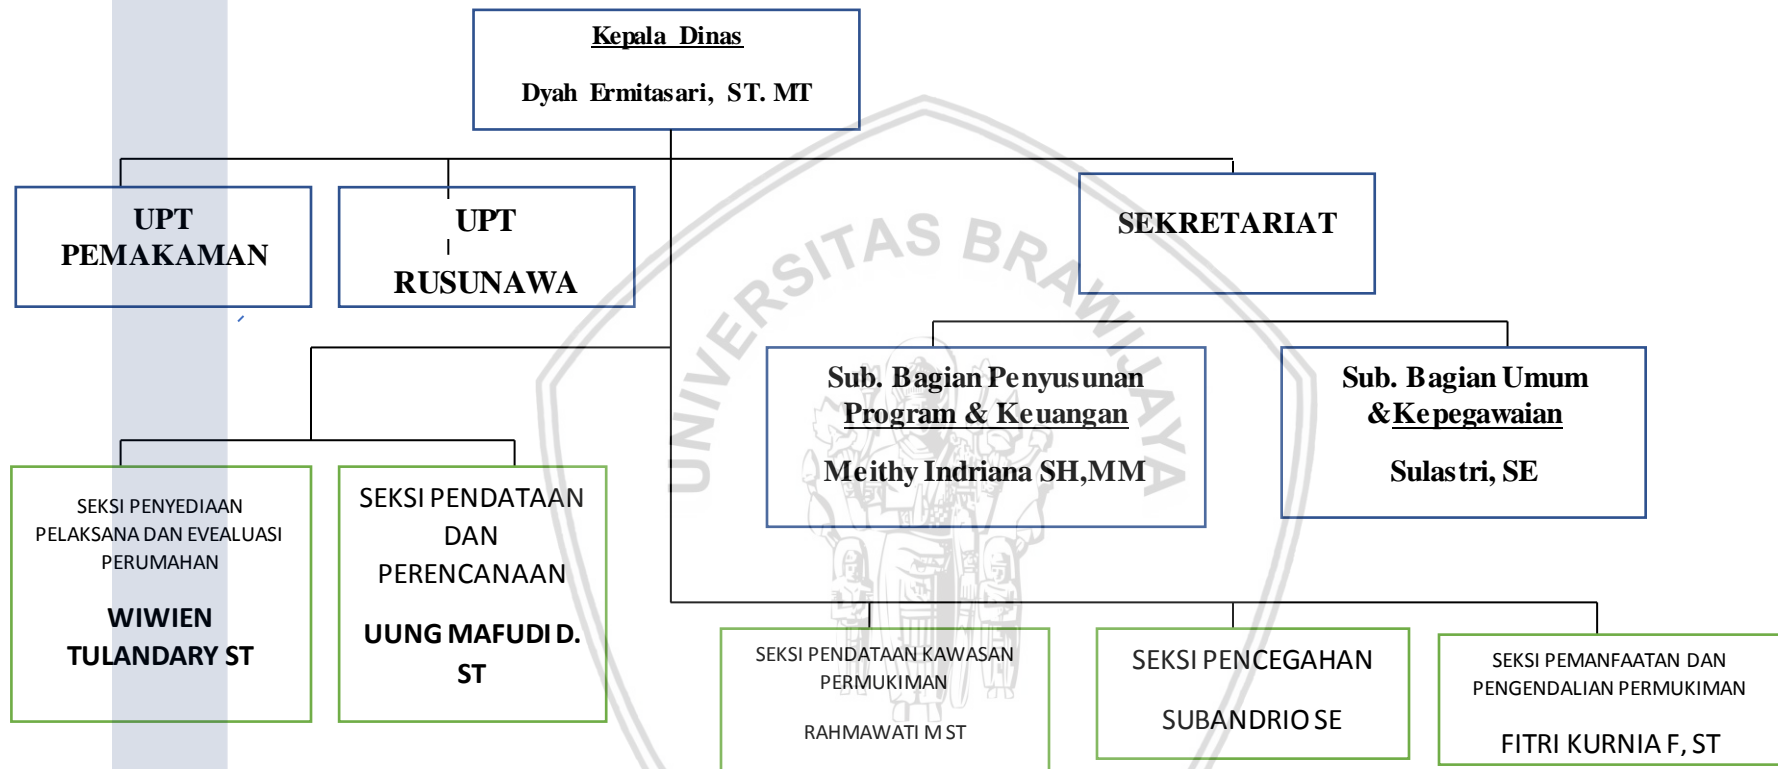 Kepala Dinas
Dyah Ermitasari, ST. MT
UPT
PEMAKAMAN
UPT
RUSUNAWA
SEKRETARIAT
UNIVERSITAS BRAWIJAYA
Sub. Bagian Penyusunan
Program & Keuangan
Meithy Indriana SH,MM
Sub. Bagian Umum
&Kepegawaian
Sulastri, SE
SEKSI PENYEDIAAN
PELAKSANA DAN EVEALUASI
PERUMAHAN
WIWIEN
TULANDARY ST
SEKSI PENDATAAN
DAN
PERENCANAAN
UUNG MAFUDI D.
ST
SEKSI PENDATAAN KAWASAN
PERMUKIMAN
RAHMAWATI M ST
SEKSI PENCEGAHAN
SUBANDRIO SE
SEKSI PEMANFAATAN DAN
PENGENDALIAN PERMUKIMAN
FITRI KURNIA F, ST